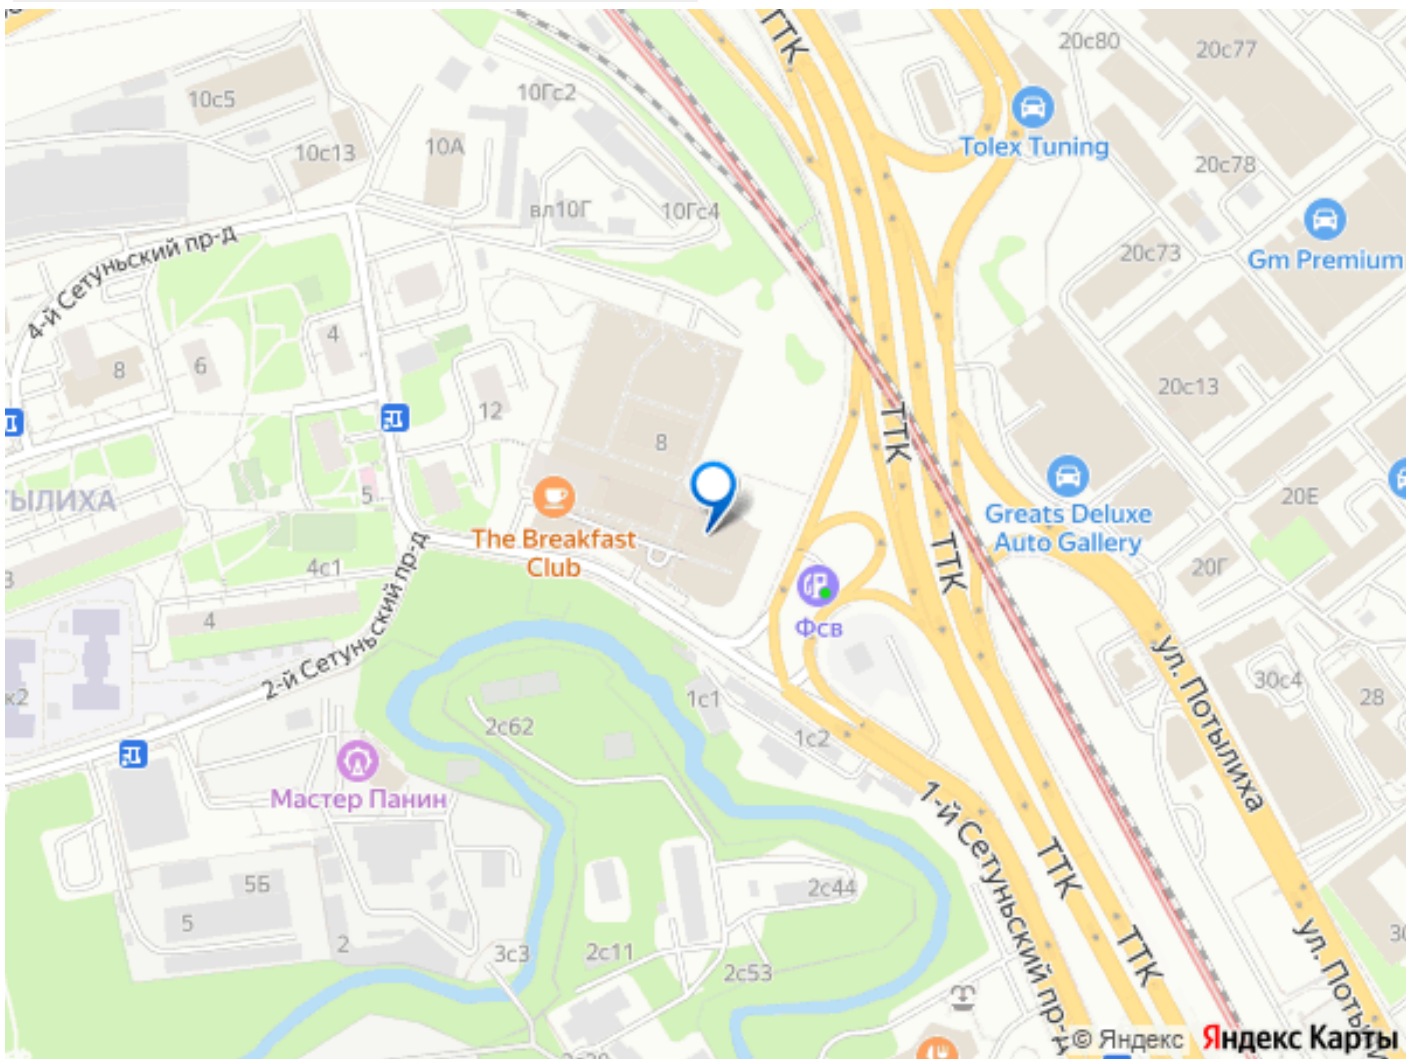 ТТК
20с80
20с77
10с5
10Гс2
Tolex Tuning
10с13
10А
20с78
вл10Г
10Гс4
4-й Сетуньский пр-д
20с73
Gm Premium
4
6
8
20с13
12
8
ТТК
5
20Е
The Breakfast
Club
Greats Deluxe
Auto Gallery
ТТК
4с1
20Г
4
Фсв
2-й Сетуньский пр-д
к2
1с1
30с4
28
2с62
1с2
ул. Потылиха
Мастер Панин
1-й Сетуньский пр-д
ТТК
5Б
2с44
5
2
3с3
2с11
2с53
ТТК
© Яндекс
Яндекс Карты